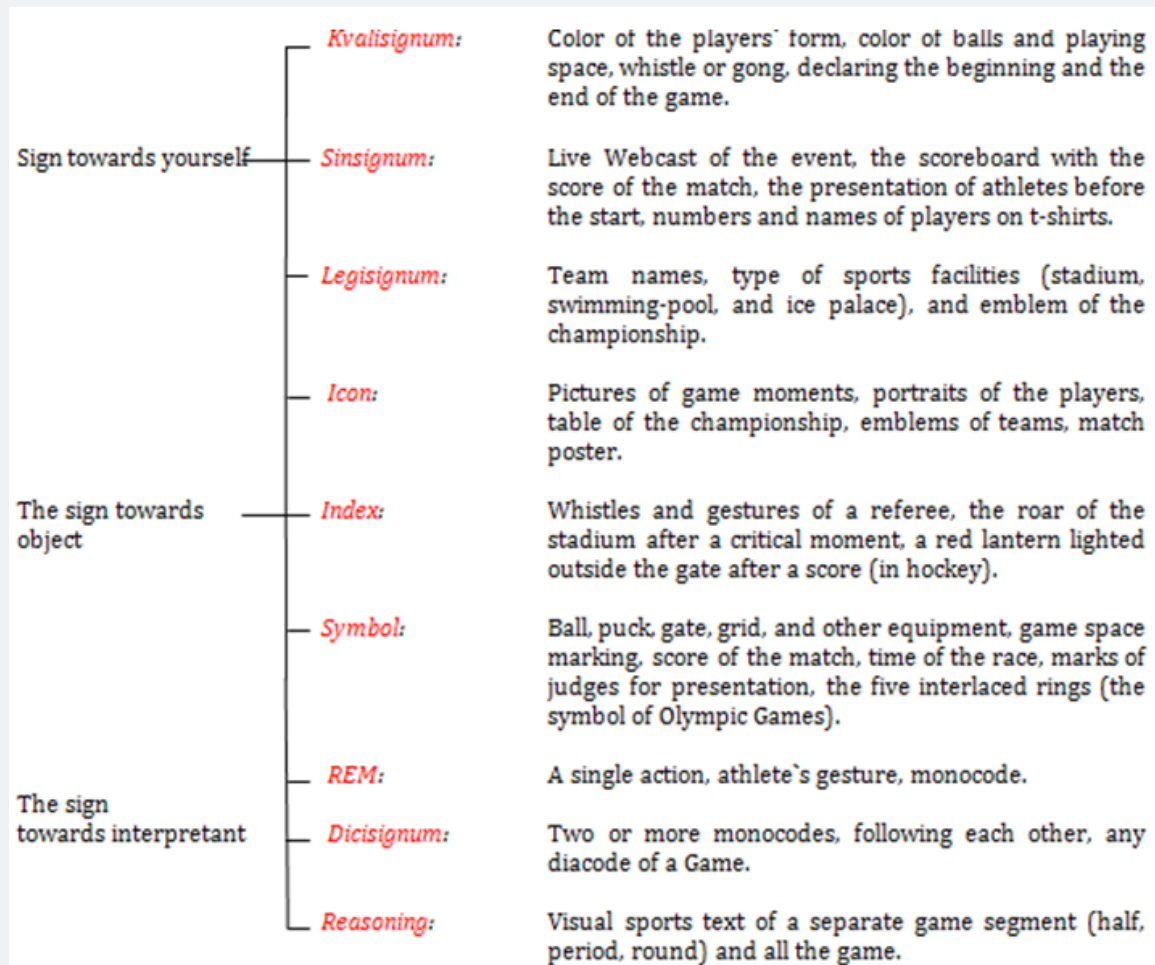 Kvalisignum: Color of the players` form, color of balls and playing
space, whistle or gong, declaring the beginning and the
end of the game.
Sign towards yourself Sinsignum: Live Webcast of the event, the scoreboard with the
score of the match, the presentation of athletes before
the start, numbers and names of players on t-shirts.
Legisignum: Team names, type of sports facilities (stadium,
swimming-pool, and ice palace), and emblem of the
championship.
Icon: Pictures of game moments, portraits of the players,
table of the championship, emblems of teams, match
poster.
The sign towards
object
Index: Whistles and gestures of a referee, the roar of the
stadium after a critical moment, a red lantern lighted
outside the gate after a score (in hockey).
Symbol: Ball, puck, gate, grid, and other equipment, game space
marking, score of the match, time of the race, marks of
judges for presentation, the five interlaced rings (the
symbol of Olympic Games).
REM: A single action, athlete`s gesture, monocode.
The sign
towards interpretant
Dicisignum: Two or more monocodes, following each other, any
diacode of a Game.
Reasoning: Visual sports text of a separate game segment (half,
period, round) and all the game.